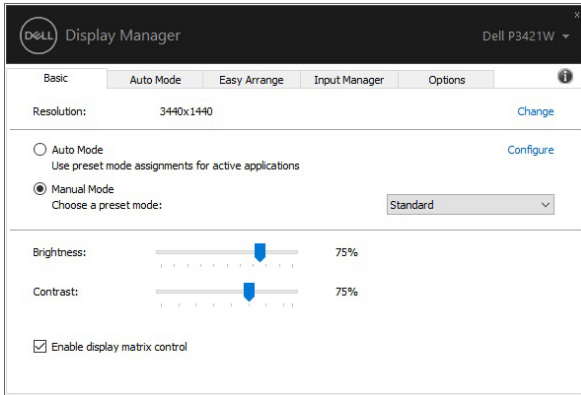 DELL Display Manager Dell P3421W
x
Basic Auto Mode Easy Arrange Input Manager Options i
Resolution: 3440x1440 Change
Auto Mode Configure
Use preset mode assignments for active applications
Manual Mode
Choose a preset mode: Standard
Brightness: 75%
Contrast: 75%
Enable display matrix control